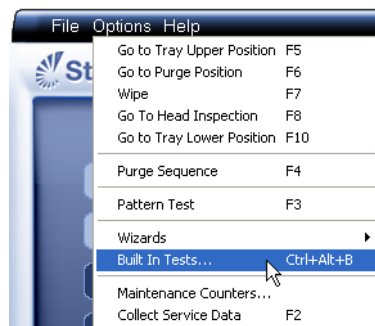 File Options Help
St
Go to Tray Upper Position F5
Go to Purge Position F6
Wipe F7
Go To Head Inspection F8
Go to Tray Lower Position F10
Purge Sequence F4
Pattern Test F3
Wizards
Built In Tests... Ctrl+Alt+B
Maintenance Counters...
Collect Service Data F2